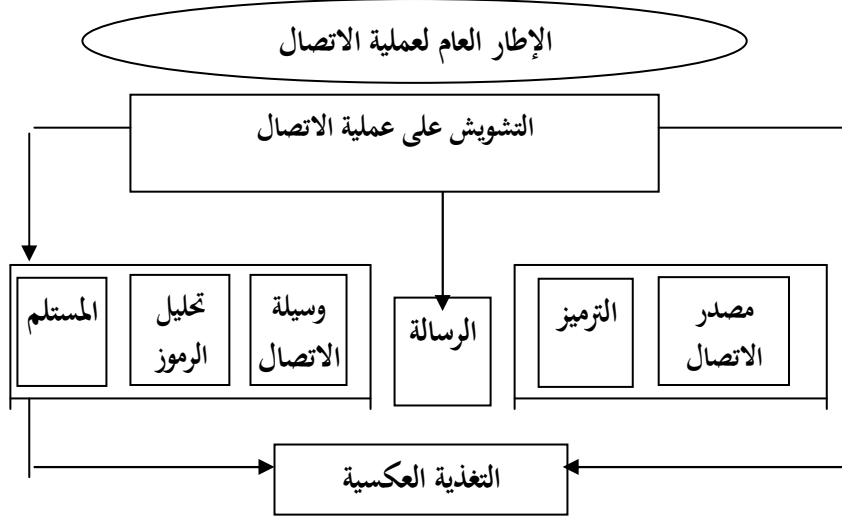 الإطار العام لعملية الاتصال
التشويش على عملية الاتصال
مصدر
الاتصال
الترميز
الرسالة
وسيلة
الاتصال
تحليل
الرموز
المستلم
التغذية العكسية